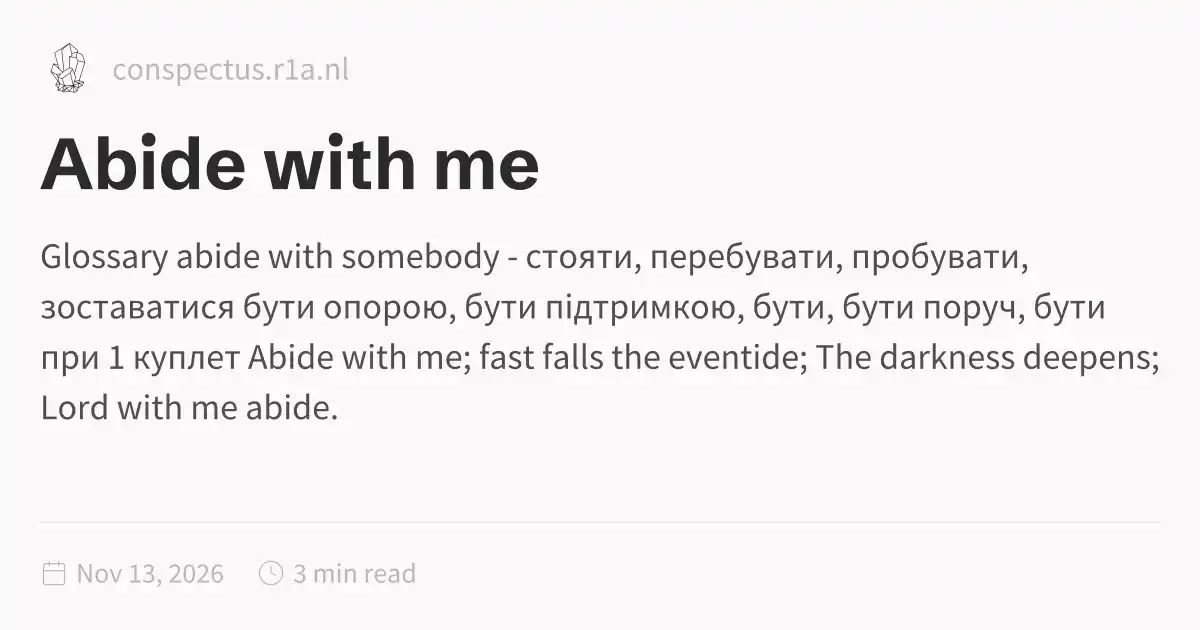 conspectus.r1a.nl
Abide with me
Glossary abide with somebody - стояти, перебувати, пробувати,
зоставатися бути опорою, бути підтримкою, бути, бути поруч, бути
при 1 куплет Abide with me; fast falls the eventide; The darkness deepens;
Lord with me abide.
Nov 13, 2026 3 min read